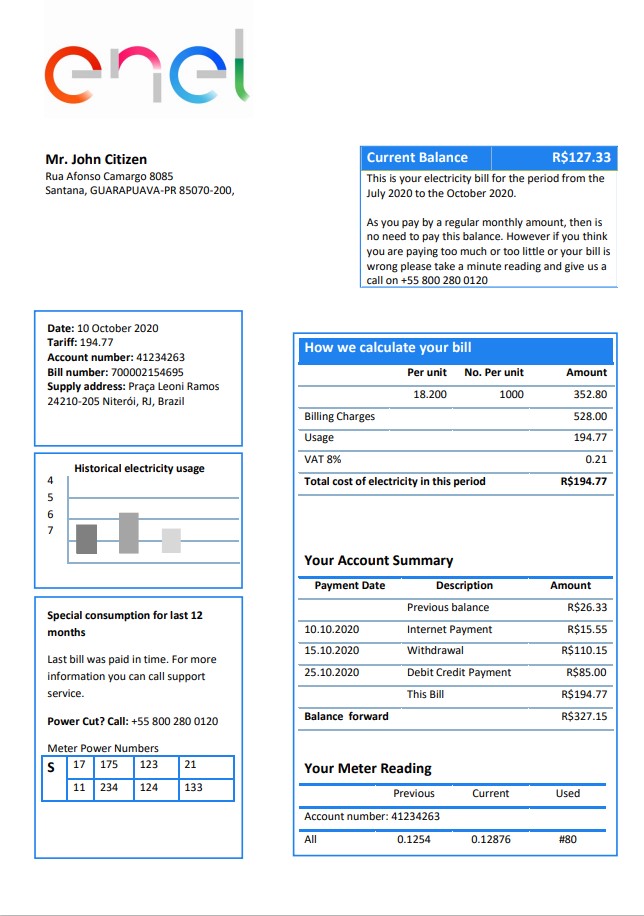 enel
Mr. John Citizen
Rua Afonso Camargo 8085
Santana, GUARAPUAVA-PR 85070-200,
Current Balance R$127.33
This is your electricity bill for the period from the
July 2020 to the October 2020.
As you pay by a regular monthly amount, then is
no need to pay this balance. However if you think
you are paying too much or too little or your bill is
wrong please take a minute reading and give us a
call on +55 800 280 0120
Date: 10 October 2020
Tariff: 194.77
Account number: 41234263
Bill number: 700002154695
Supply address: Praça Leoni Ramos
24210-205 Niterói, RJ, Brazil
Historical electricity usage
4
5
6
7
Special consumption for last 12
months
Last bill was paid in time. For more
information you can call support
service.
Power Cut? Call: +55 800 280 0120
Meter Power Numbers
S 17 175 123 21
11 234 124 133
How we calculate your bill
Per unit No. Per unit Amount
18.200 1000 352.80
Billing Charges 528.00
Usage 194.77
VAT 8% 0.21
Total cost of electricity in this period R$194.77
Your Account Summary
Payment Date Description Amount
Previous balance R$26.33
10.10.2020 Internet Payment R$15.55
15.10.2020 Withdrawal R$110.15
25.10.2020 Debit Credit Payment R$85.00
This Bill R$194.77
Balance forward R$327.15
Your Meter Reading
Previous Current Used
Account number: 41234263
All 0.1254 0.12876 #80